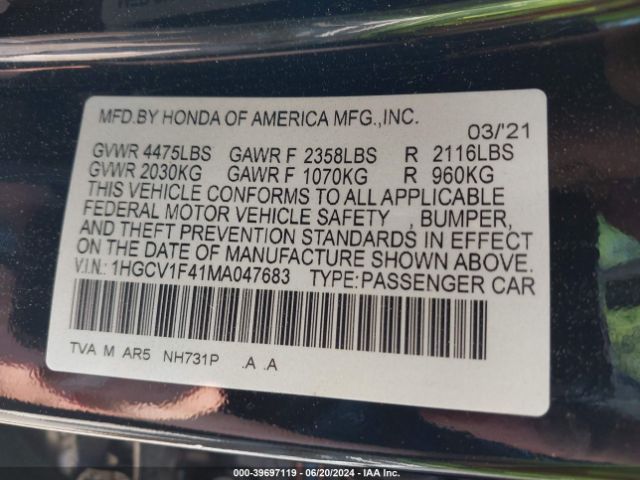 MFD.BY HONDA OF AMERICA MFG.,INC.
03/'21
GVWR 4475LBS GAWR F 2358LBS R 2116LBS
GVWR 2030KG GAWR F 1070KG R 960KG
THIS VEHICLE CONFORMS TO ALL APPLICABLE
FEDERAL MOTOR VEHICLE SAFETY , BUMPER,
AND THEFT PREVENTION STANDARDS IN EFFECT
ON THE DATE OF MANUFACTURE SHOWN ABOVE.
V.I.N.: 1HGCV1F41MA047683 TYPE:PASSENGER CAR
TVA M AR5 NH731P .A .A
000-39697119 - 06/20/2024 - IAA Inc.